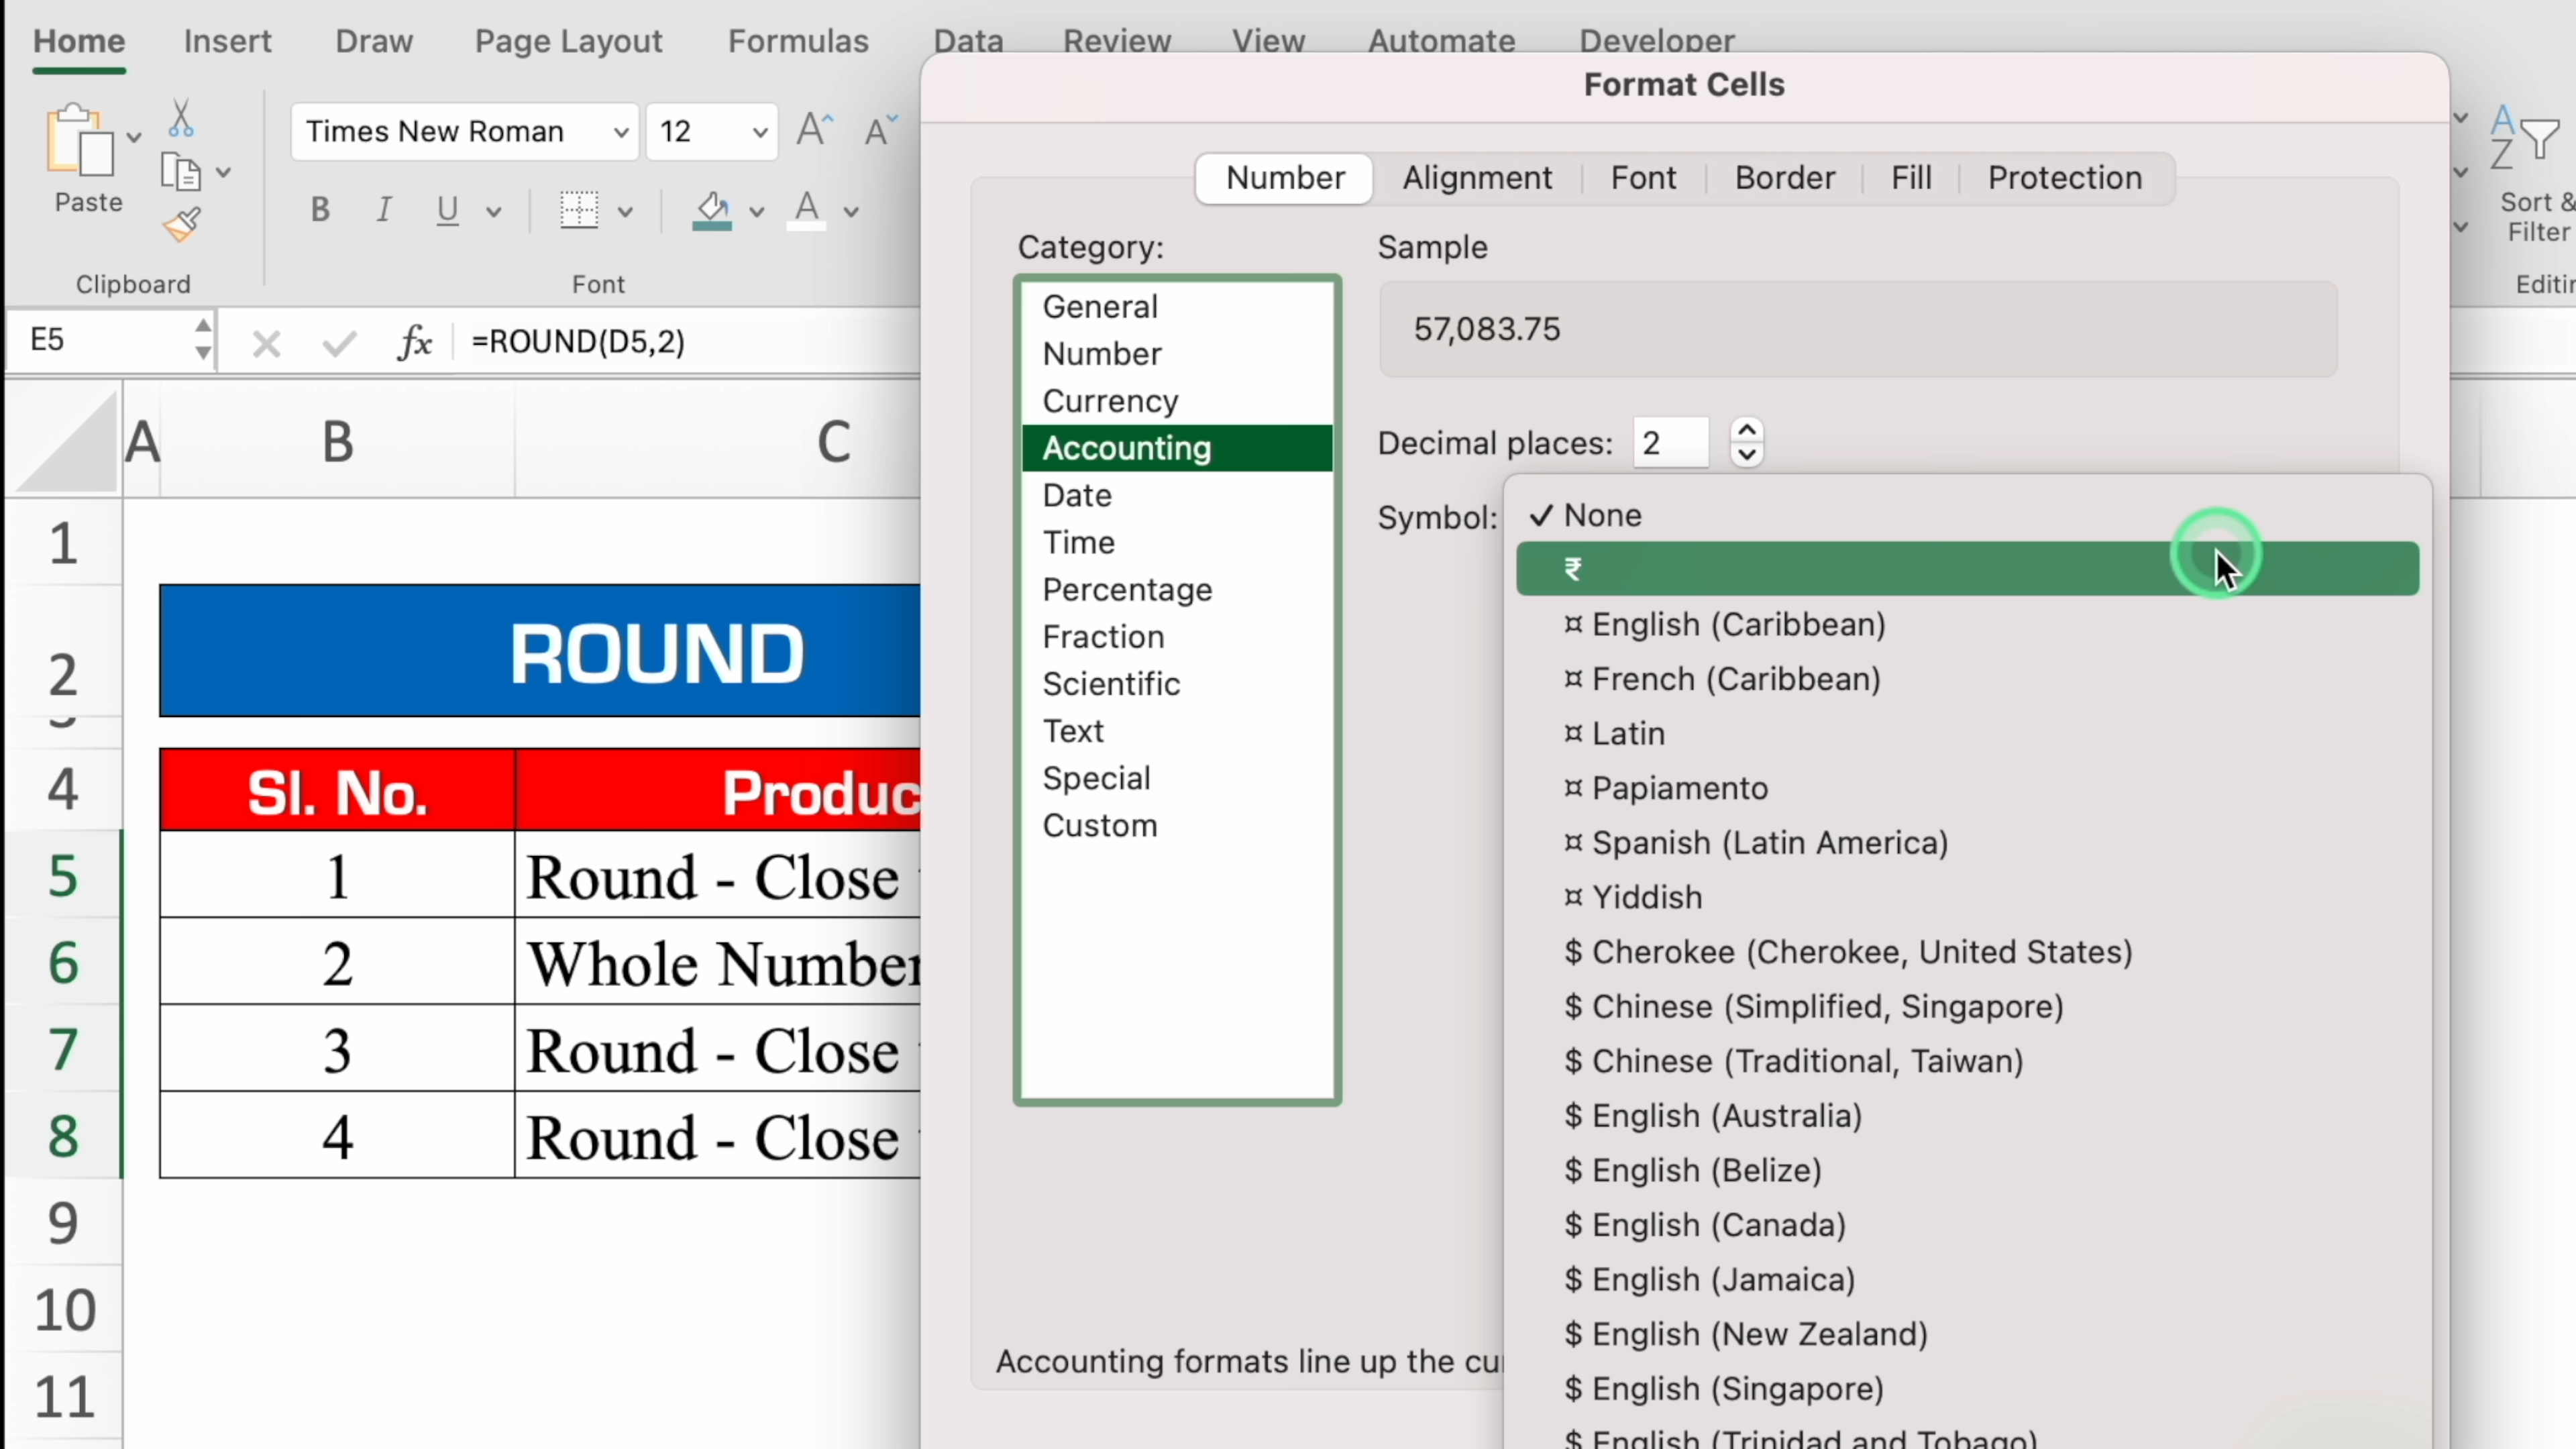 Home Insert Draw Page Layout Formulas Data Review View Automate Developer
Format Cells
Times New Roman 12
Paste
Clipboard
Font
B I U A
Sort &
Filter
Number Alignment Font Border Fill Protection
Category:
General
Number
Currency
Accounting
Date
Time
Percentage
Fraction
Scientific
Text
Special
Custom
Sample
57,083.75
Decimal places: 2
Symbol:
✓ None
₹
¤ English (Caribbean)
¤ French (Caribbean)
¤ Latin
¤ Papiamento
¤ Spanish (Latin America)
¤ Yiddish
$ Cherokee (Cherokee, United States)
$ Chinese (Simplified, Singapore)
$ Chinese (Traditional, Taiwan)
$ English (Australia)
$ English (Belize)
$ English (Canada)
$ English (Jamaica)
$ English (New Zealand)
$ English (Singapore)
$ English (Trinidad and Tobago)
Accounting formats line up the
E5 fx =ROUND(D5,2)
A B C
1
2 ROUND
4 Sl. No. Produc
5 1 Round - Close
6 2 Whole Number
7 3 Round - Close
8 4 Round - Close
9
10
11